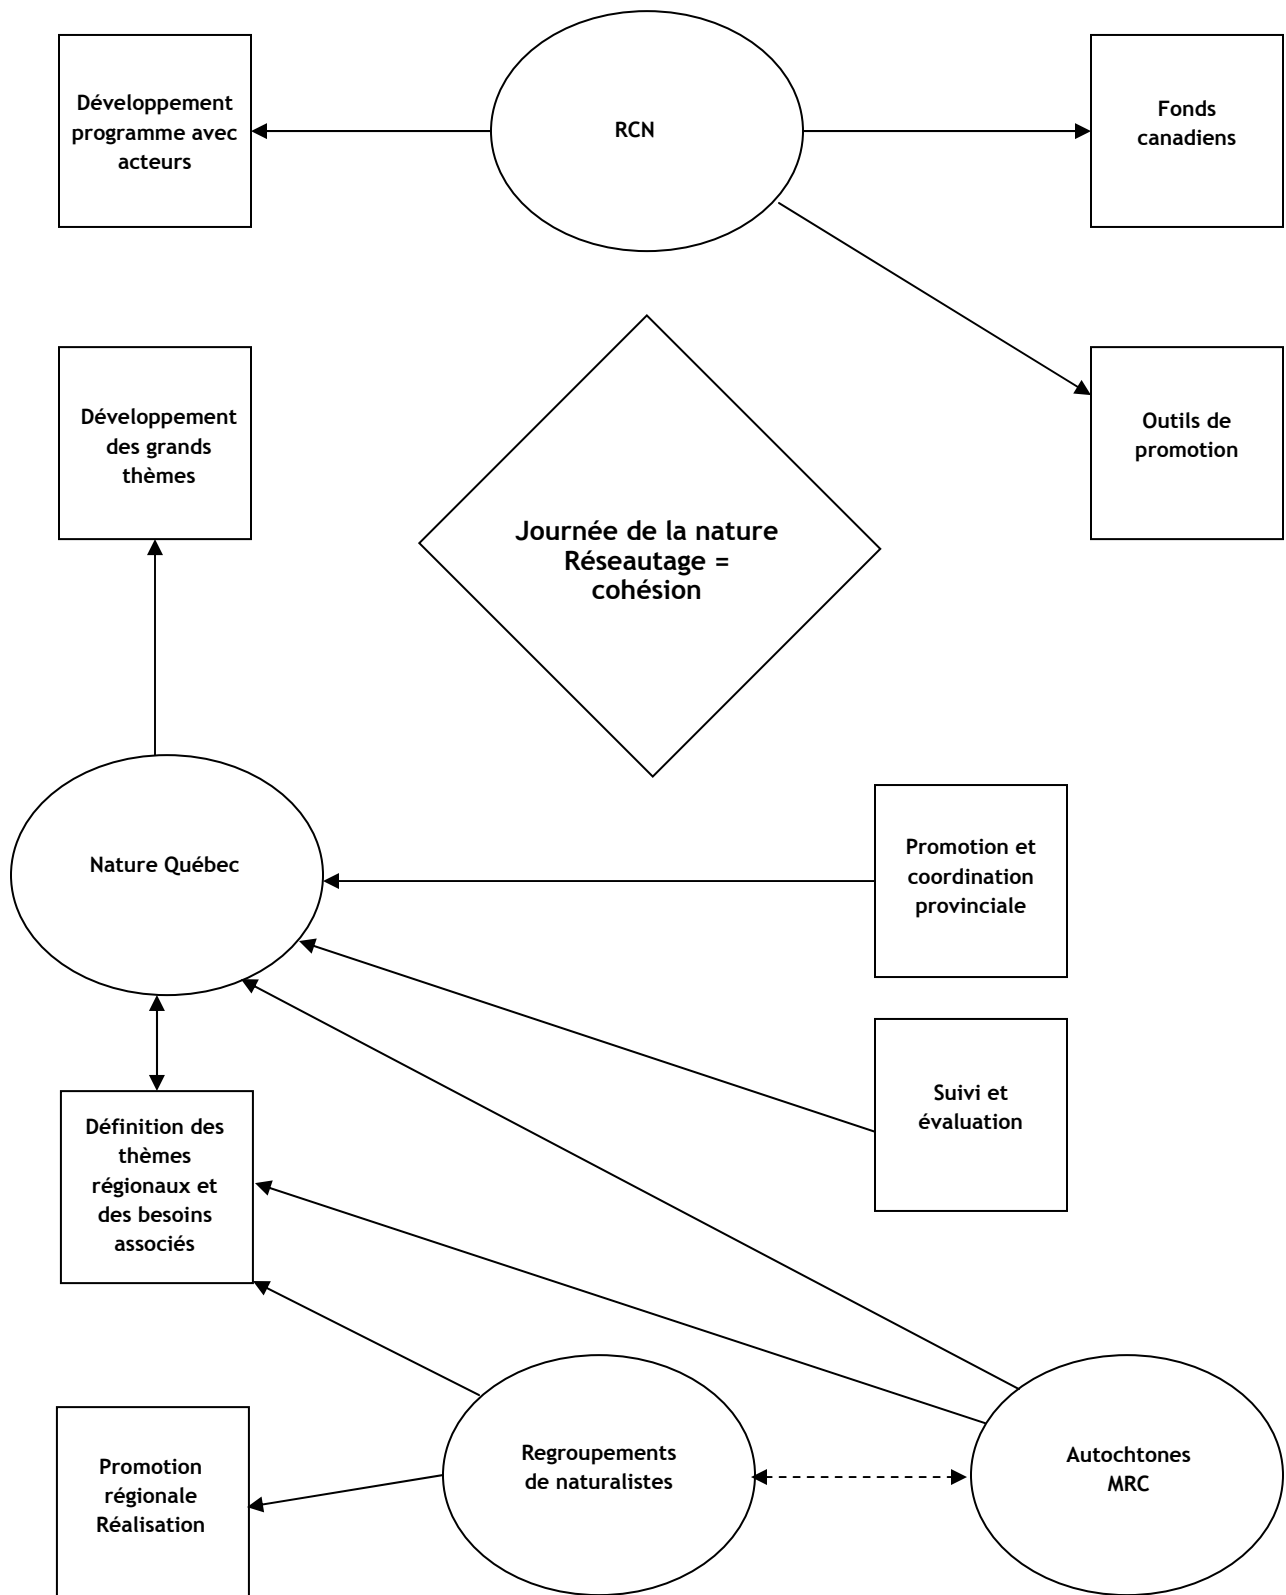 Développement
programme avec
acteurs
RCN
Fonds
canadiens
Développement
des grands
thèmes
Outils de
promotion
Journée de la nature
Réseautage =
cohésion
Nature Québec
Promotion et
coordination
provinciale
Suivi et
évaluation
Définition des
thèmes
régionaux et
des besoins
associés
Promotion
régionale
Réalisation
Regroupements
de naturalistes
Autochtones
MRC